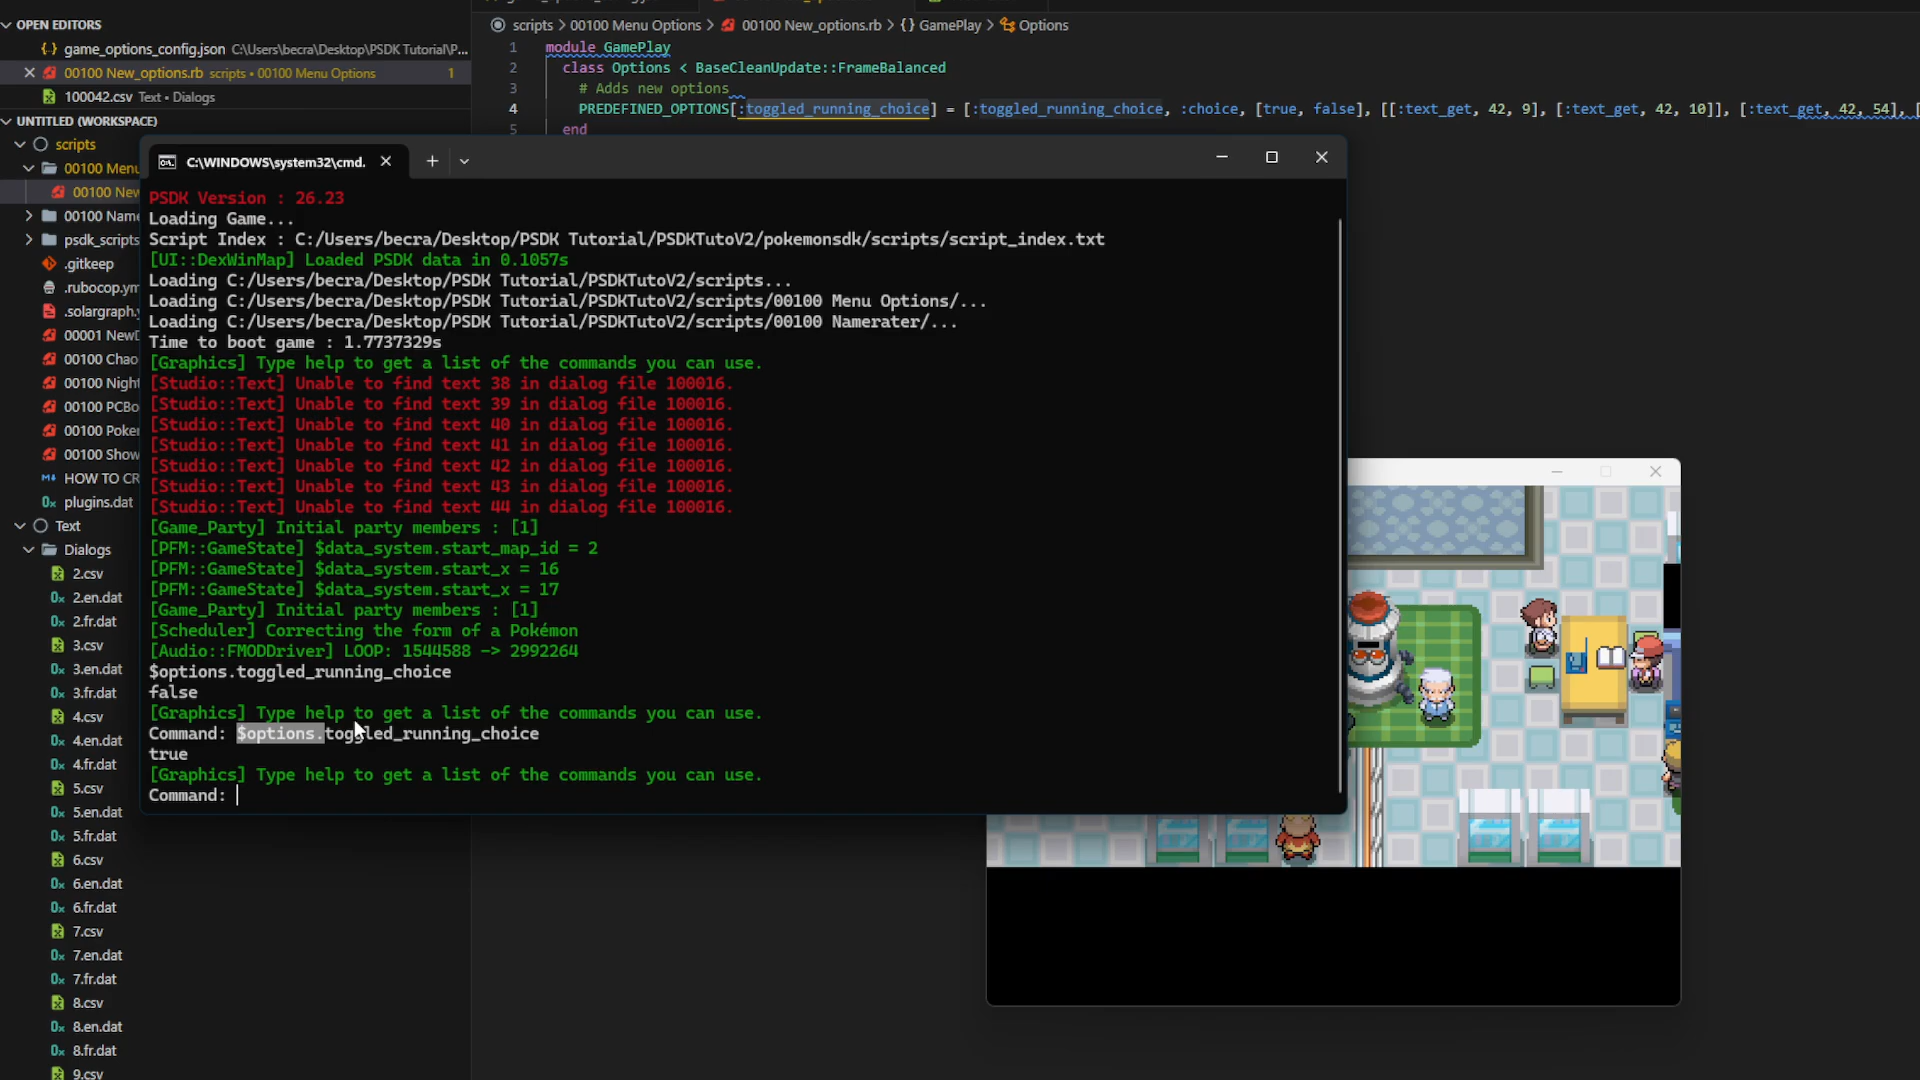 OPEN EDITORS
game_options_config.json C:\Users\becra\Desktop\PSDK Tutorial\P...
00100 New_options.rb scripts • 00100 Menu Options 1
100042.csv Text • Dialogs
UNTITLED (WORKSPACE)
scripts
00100 Menu
00100 New
00100 Name
psdk_scripts
.gitkeep
.rubocop.ym
.solargraph.
00001 NewD
00100 Chao
00100 Night
00100 PCBo
00100 Poke
00100 Show
HOW TO CR
plugins.dat
Text
Dialogs
2.csv
2.en.dat
2.fr.dat
3.csv
3.en.dat
3.fr.dat
4.csv
4.en.dat
4.fr.dat
5.csv
5.en.dat
5.fr.dat
6.csv
6.en.dat
6.fr.dat
7.csv
7.en.dat
7.fr.dat
8.csv
8.en.dat
8.fr.dat
9.csv
scripts > 00100 Menu Options > 00100 New_options.rb > {} GamePlay > Options
1 module GamePlay
2 class Options < BaseCleanUpdate::FrameBalanced
3 # Adds new options
4 PREDEFINED_OPTIONS[:toggled_running_choice] = [:toggled_running_choice, :choice, [true, false], [[:text_get, 42, 9], [:text_get, 42, 10]], [:text_get, 42, 54], [
5 end
C:\WINDOWS\system32\cmd.
PSDK Version : 26.23
Loading Game...
Script Index : C:/Users/becra/Desktop/PSDK Tutorial/PSDKTutoV2/pokemonsdk/scripts/script_index.txt
[UI::DexWinMap] Loaded PSDK data in 0.1057s
Loading C:/Users/becra/Desktop/PSDK Tutorial/PSDKTutoV2/scripts...
Loading C:/Users/becra/Desktop/PSDK Tutorial/PSDKTutoV2/scripts/00100 Menu Options/...
Loading C:/Users/becra/Desktop/PSDK Tutorial/PSDKTutoV2/scripts/00100 Namerater/...
Time to boot game : 1.7737329s
[Graphics] Type help to get a list of the commands you can use.
[Studio::Text] Unable to find text 38 in dialog file 100016.
[Studio::Text] Unable to find text 39 in dialog file 100016.
[Studio::Text] Unable to find text 40 in dialog file 100016.
[Studio::Text] Unable to find text 41 in dialog file 100016.
[Studio::Text] Unable to find text 42 in dialog file 100016.
[Studio::Text] Unable to find text 43 in dialog file 100016.
[Studio::Text] Unable to find text 44 in dialog file 100016.
[Game_Party] Initial party members : [1]
[PFM::GameState] $data_system.start_map_id = 2
[PFM::GameState] $data_system.start_x = 16
[PFM::GameState] $data_system.start_x = 17
[Game_Party] Initial party members : [1]
[Scheduler] Correcting the form of a Pokémon
[Audio::FMODDriver] LOOP: 1544588 -> 2992264
$options.toggled_running_choice
false
[Graphics] Type help to get a list of the commands you can use.
Command: $options.toggled_running_choice
true
[Graphics] Type help to get a list of the commands you can use.
Command: